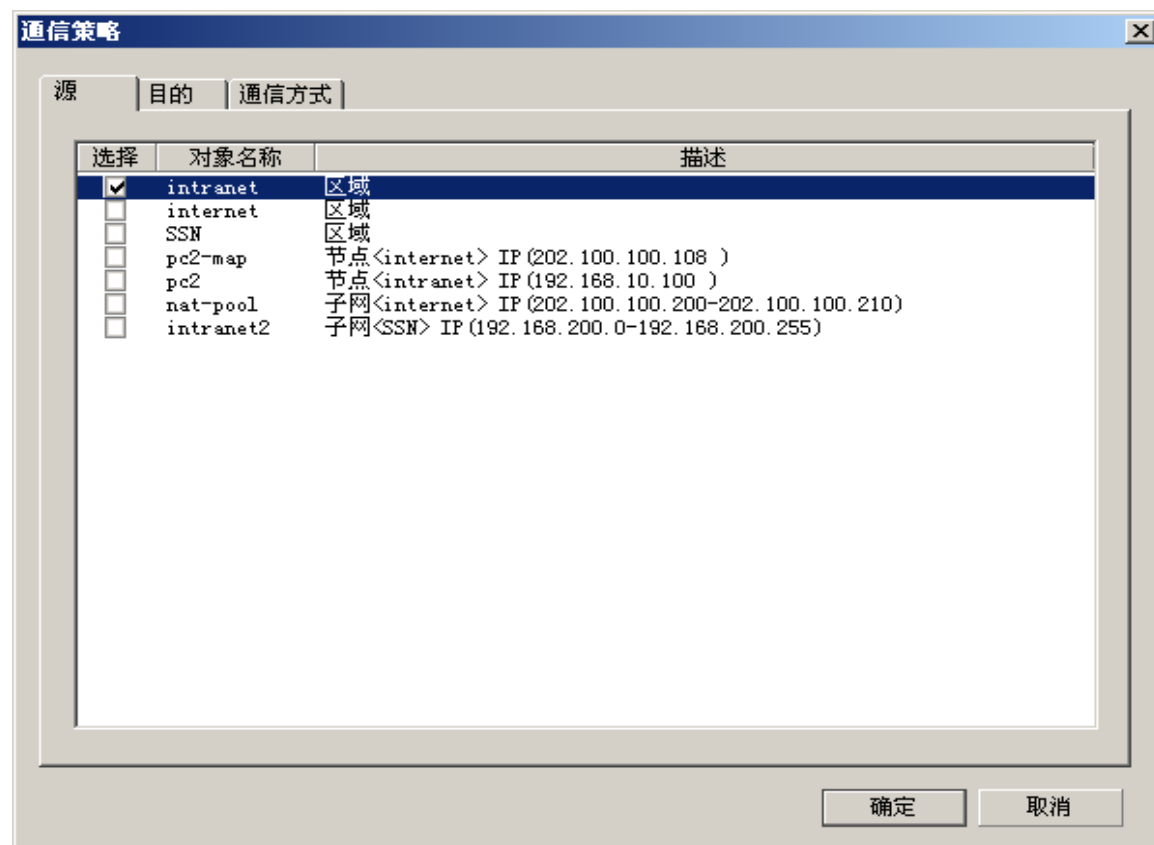 通信策略
源 目的 通信方式
选择 对象名称 描述
intranet 区域
internet 区域
SSN 区域
pc2-map 节点<internet> IP(202.100.100.108 )
pc2 节点<intranet> IP(192.168.10.100 )
nat-pool 子网<internet> IP(202.100.100.200-202.100.100.210)
intranet2 子网<SSN> IP(192.168.200.0-192.168.200.255)
确定 取消